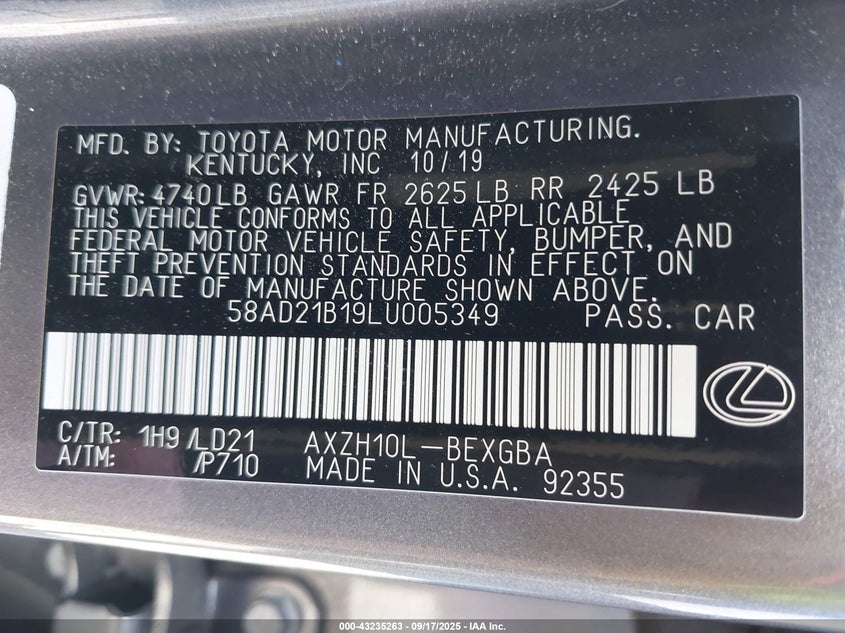 MFD. BY: TOYOTA MOTOR MANUFACTURING.
KENTUCKY, INC 10/19
GVWR: 4740LB GAWR FR 2625 LB RR 2425 LB
THIS VEHICLE CONFORMS TO ALL APPLICABLE
FEDERAL MOTOR VEHICLE SAFETY, BUMPER, AND
THEFT PREVENTION STANDARDS IN EFFECT ON
THE DATE OF MANUFACTURE SHOWN ABOVE.
58AD21B19LU005349 PASS. CAR
C/TR: 1H9 /LD21 AXZH10L-BEXGBA
A/TM: /P710 MADE IN U.S.A. 92355
000-43235263 - 09/17/2025 - IAA Inc.